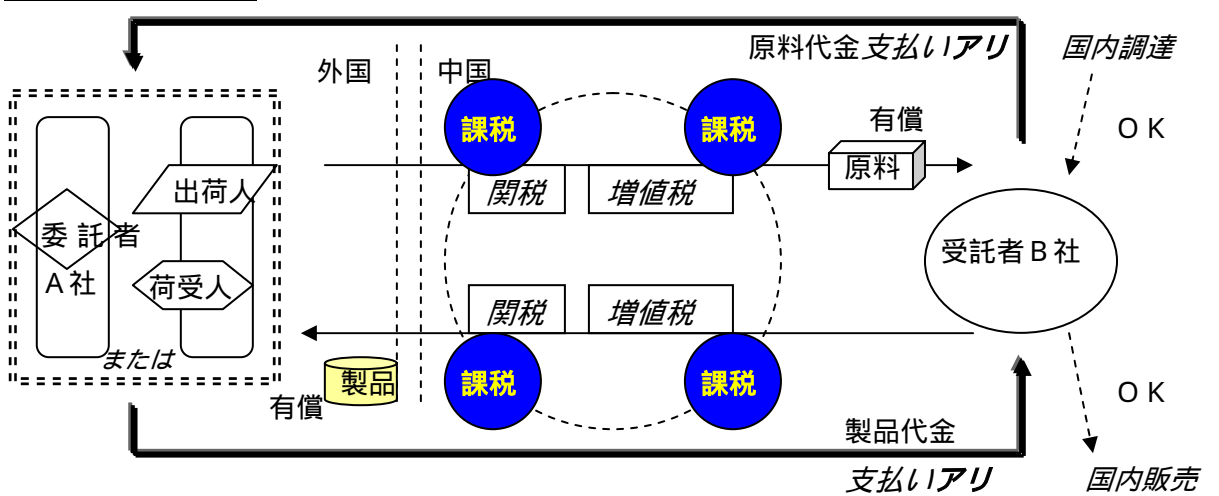 原料代金支払いアリ
国内調達
外国
中国
課税
課税
有償
OK
出荷人
関税
増値税
原料
委託者
A社
荷受人
受託者B社
または
関税
増値税
製品
課税
課税
有償
OK
製品代金
支払いアリ
国内販売